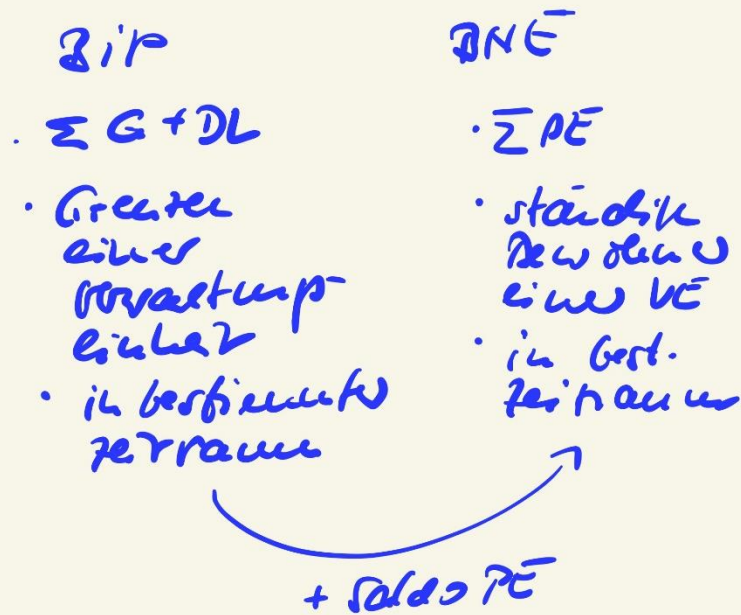 BIP
· Σ G + DL
· Grenzen
einer
Verwaltungs-
einheit
· in bestimmter
Zeitraum
BNE
· Σ PE
· ständige
Bewohner
einer VE
· in best.
Zeitraum
+ Saldo PE